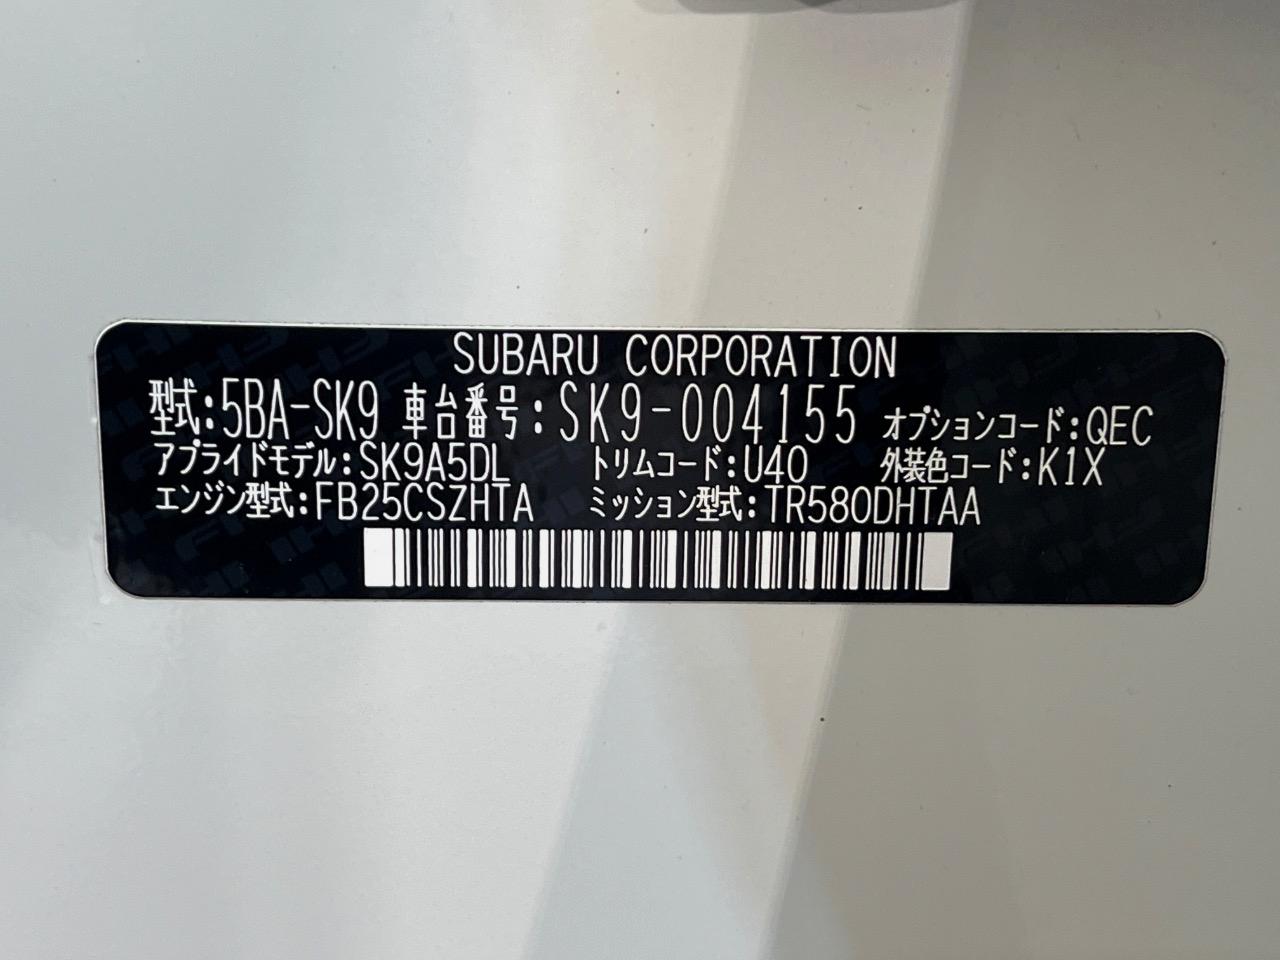 SUBARU CORPORATION
型式:5BA-SK9 車台番号:SK9-004155 オプションコード:QEC
アプライドモデル:SK9A5DL トリムコード:U40 外装色コード:K1X
エンジン型式:FB25CSZHTA ミッション型式:TR580DHTAA